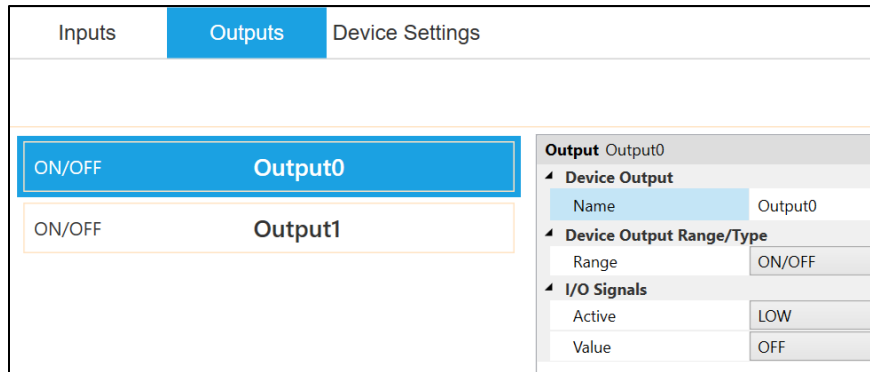 Inputs Outputs Device Settings
ON/OFF Output0
ON/OFF Output1
Output Output0
Device Output
Name Output0
Device Output Range/Type
Range ON/OFF
I/O Signals
Active LOW
Value OFF